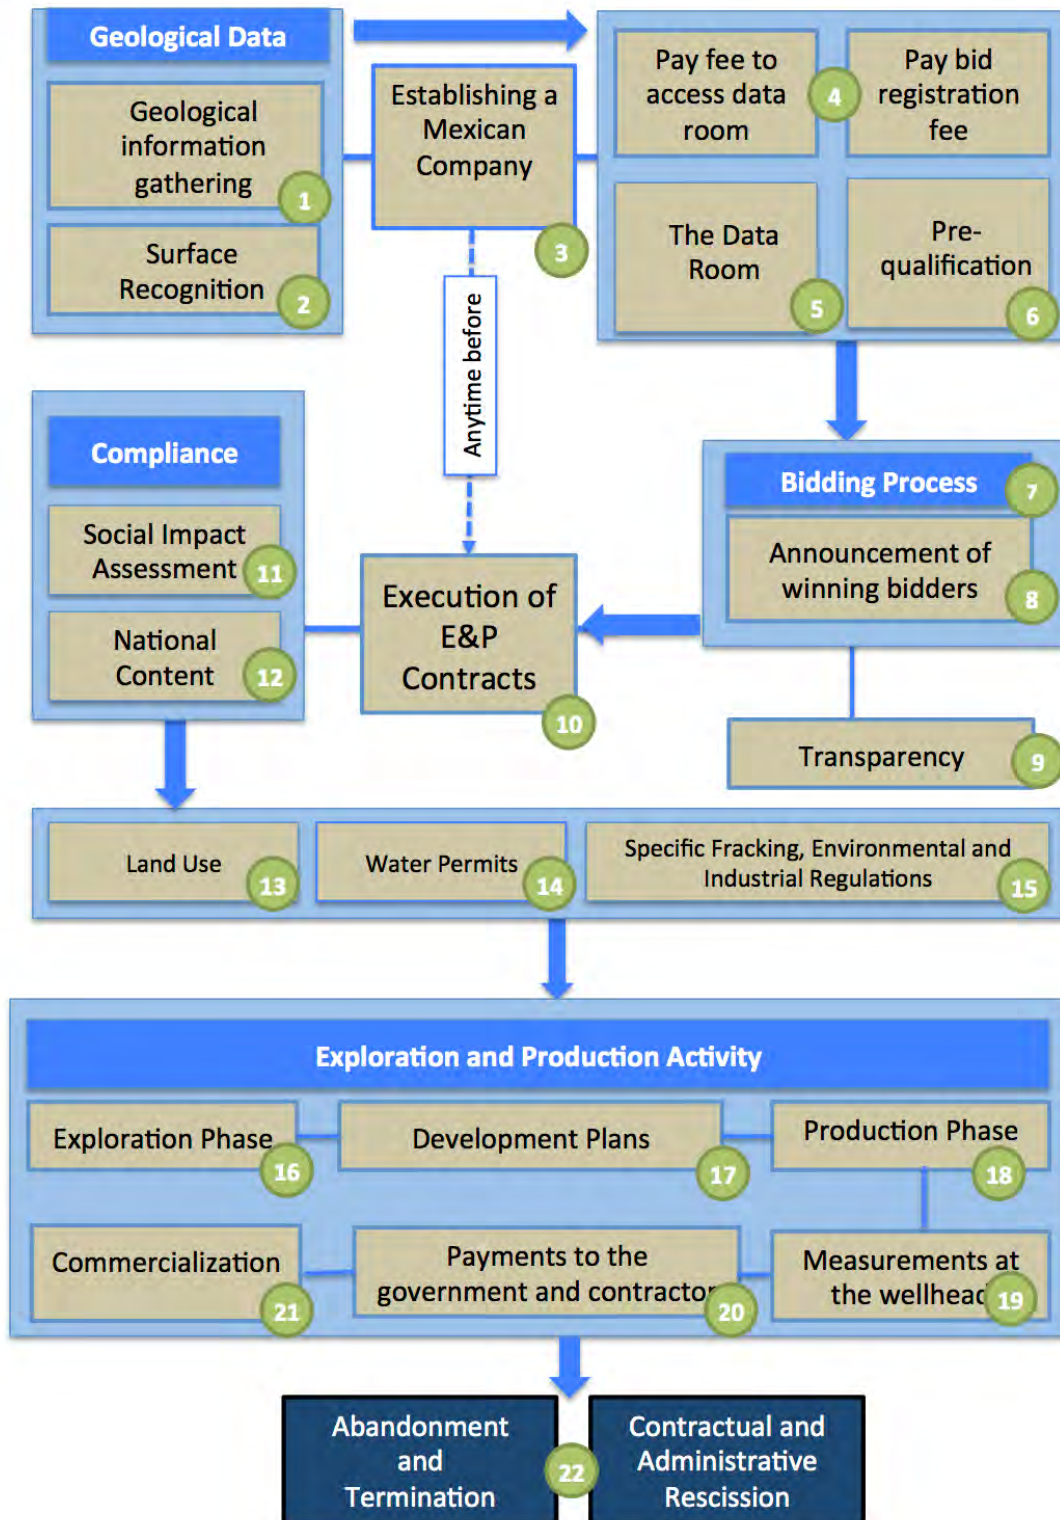 Geological Data
Geological
information
gathering
1
Surface
Recognition
2
Establishing a
Mexican
Company
3
Pay fee to
access data
room
4
Pay bid
registration
fee
The Data
Room
5
Pre-
qualification
6
Anytime before
Compliance
Social Impact
Assessment
11
National
Content
12
Execution of
E&P
Contracts
10
Bidding Process
7
Announcement of
winning bidders
8
Transparency
9
Land Use
13
Water Permits
14
Specific Fracking, Environmental and
Industrial Regulations
15
Exploration and Production Activity
Exploration Phase
16
Development Plans
17
Production Phase
18
Commercialization
21
Payments to the
government and contractor
20
Measurements at
the wellhead
19
Abandonment
and
Termination
22
Contractual and
Administrative
Rescission